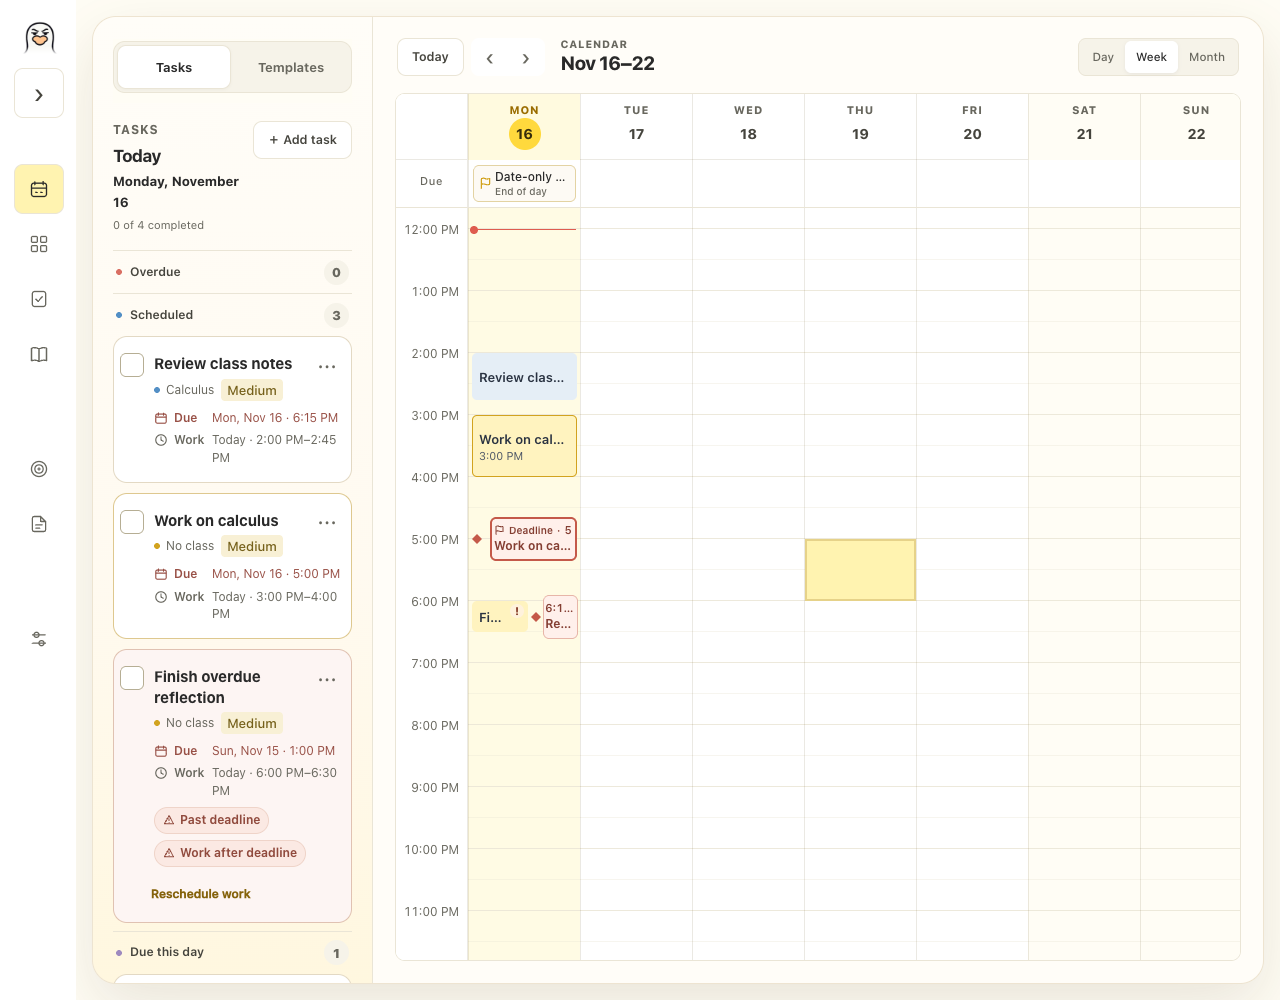 Tasks
Templates
TASKS
Today
Monday, November
16
0 of 4 completed
+ Add task
Overdue
0
Scheduled
3
Review class notes
Calculus
Medium
Due
Mon, Nov 16 · 6:15 PM
Work
Today · 2:00 PM–2:45
PM
Work on calculus
No class
Medium
Due
Mon, Nov 16 · 5:00 PM
Work
Today · 3:00 PM–4:00
PM
Finish overdue
reflection
No class
Medium
Due
Sun, Nov 15 · 1:00 PM
Work
Today · 6:00 PM–6:30
PM
Past deadline
Work after deadline
Reschedule work
Due this day
1
Today
CALENDAR
Nov 16–22
Day
Week
Month
MON
16
TUE
17
WED
18
THU
19
FRI
20
SAT
21
SUN
22
Due
Date-only ...
End of day
12:00 PM
1:00 PM
2:00 PM
Review clas...
3:00 PM
Work on cal...
3:00 PM
4:00 PM
5:00 PM
Deadline · 5
Work on ca...
6:00 PM
Fi...
!
6:1...
Re...
7:00 PM
8:00 PM
9:00 PM
10:00 PM
11:00 PM